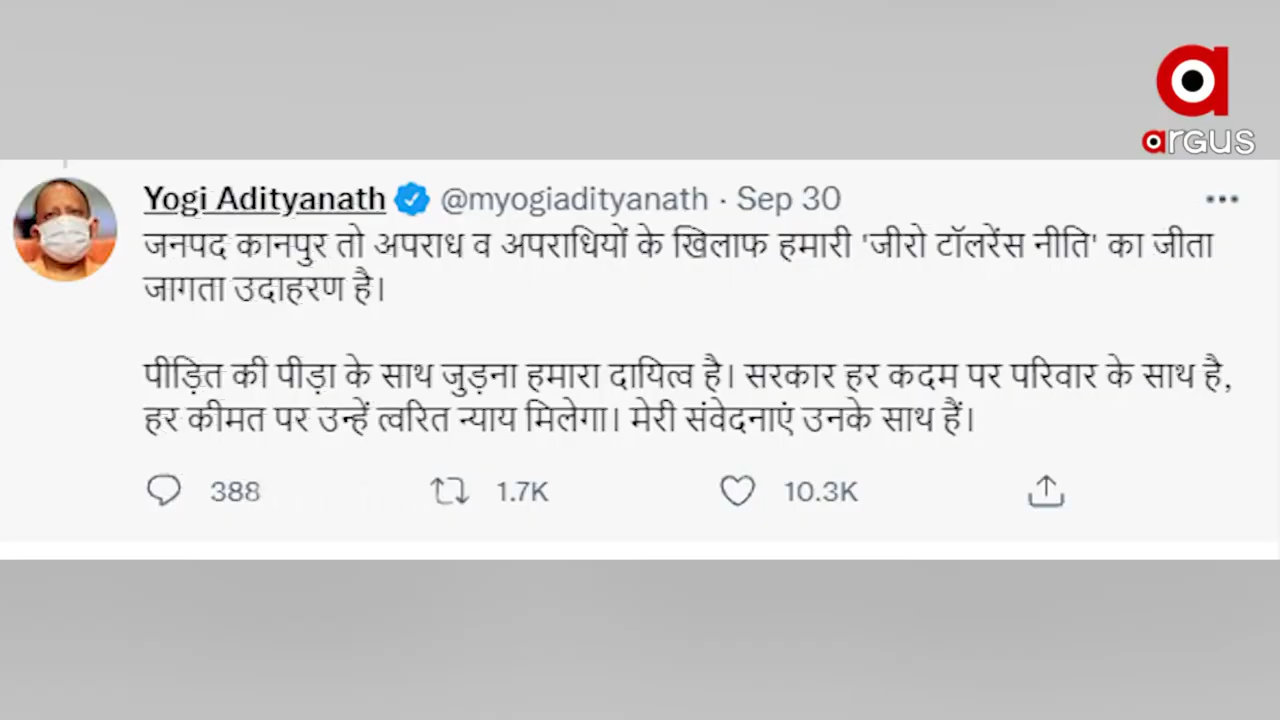 argus
Yogi Adityanath @myogiadityanath · Sep 30
जनपद कानपुर तो अपराध व अपराधियों के खिलाफ हमारी 'जीरो टॉलरेंस नीति' का जीता
जागता उदाहरण है।
पीड़ित की पीड़ा के साथ जुड़ना हमारा दायित्व है। सरकार हर कदम पर परिवार के साथ है,
हर कीमत पर उन्हें त्वरित न्याय मिलेगा। मेरी संवेदनाएं उनके साथ हैं।
388 1.7K 10.3K